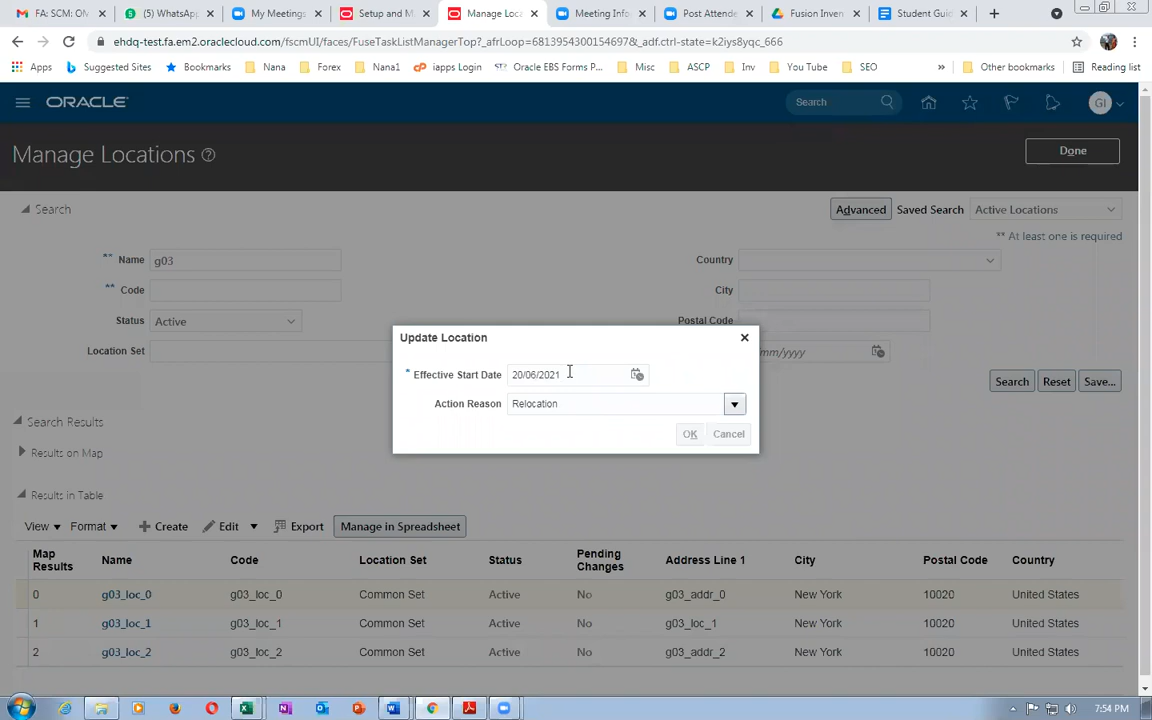 FA: SCM: OM
(5) WhatsApp
My Meetings
Setup and M
Manage Loca
Meeting Info
Post Attende
Fusion Inven
Student Guid
ehdq-test.fa.em2.oraclecloud.com/fscmUI/faces/FuseTaskListManagerTop?_afrLoop=6813954300154697&_adf.ctrl-state=k2iys8yqc_666
Apps
Suggested Sites
Bookmarks
Nana
Forex
Nana1
iapps Login
Oracle EBS Forms P...
Misc
ASCP
Inv
You Tube
SEO
»
Other bookmarks
Reading list
ORACLE
Search
GI
Manage Locations
Done
Search
Advanced
Saved Search
Active Locations
** At least one is required
** Name
g03
Country
** Code
City
Status
Active
Postal Code
Location Set
mm/yyyy
Update Location
* Effective Start Date
20/06/2021
Action Reason
Relocation
OK
Cancel
Search
Reset
Save...
Search Results
Results on Map
Results in Table
View
Format
Create
Edit
Export
Manage in Spreadsheet
Map Results Name Code Location Set Status Pending Changes Address Line 1 City Postal Code Country
0 g03_loc_0 g03_loc_0 Common Set Active No g03_addr_0 New York 10020 United States
1 g03_loc_1 g03_loc_1 Common Set Active No g03_loc_1 New York 10020 United States
2 g03_loc_2 g03_loc_2 Common Set Active No g03_addr_2 New York 10020 United States
7:54 PM